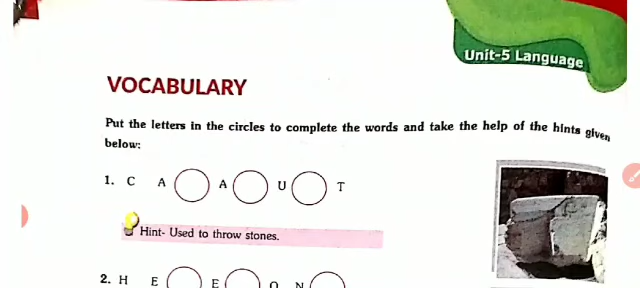 Unit-5 Language
VOCABULARY
Put the letters in the circles to complete the words and take the help of the hints given
below:
1. C A ◯ A ◯ U ◯ T
Hint- Used to throw stones.
2. H E ◯ E ◯ O N ◯